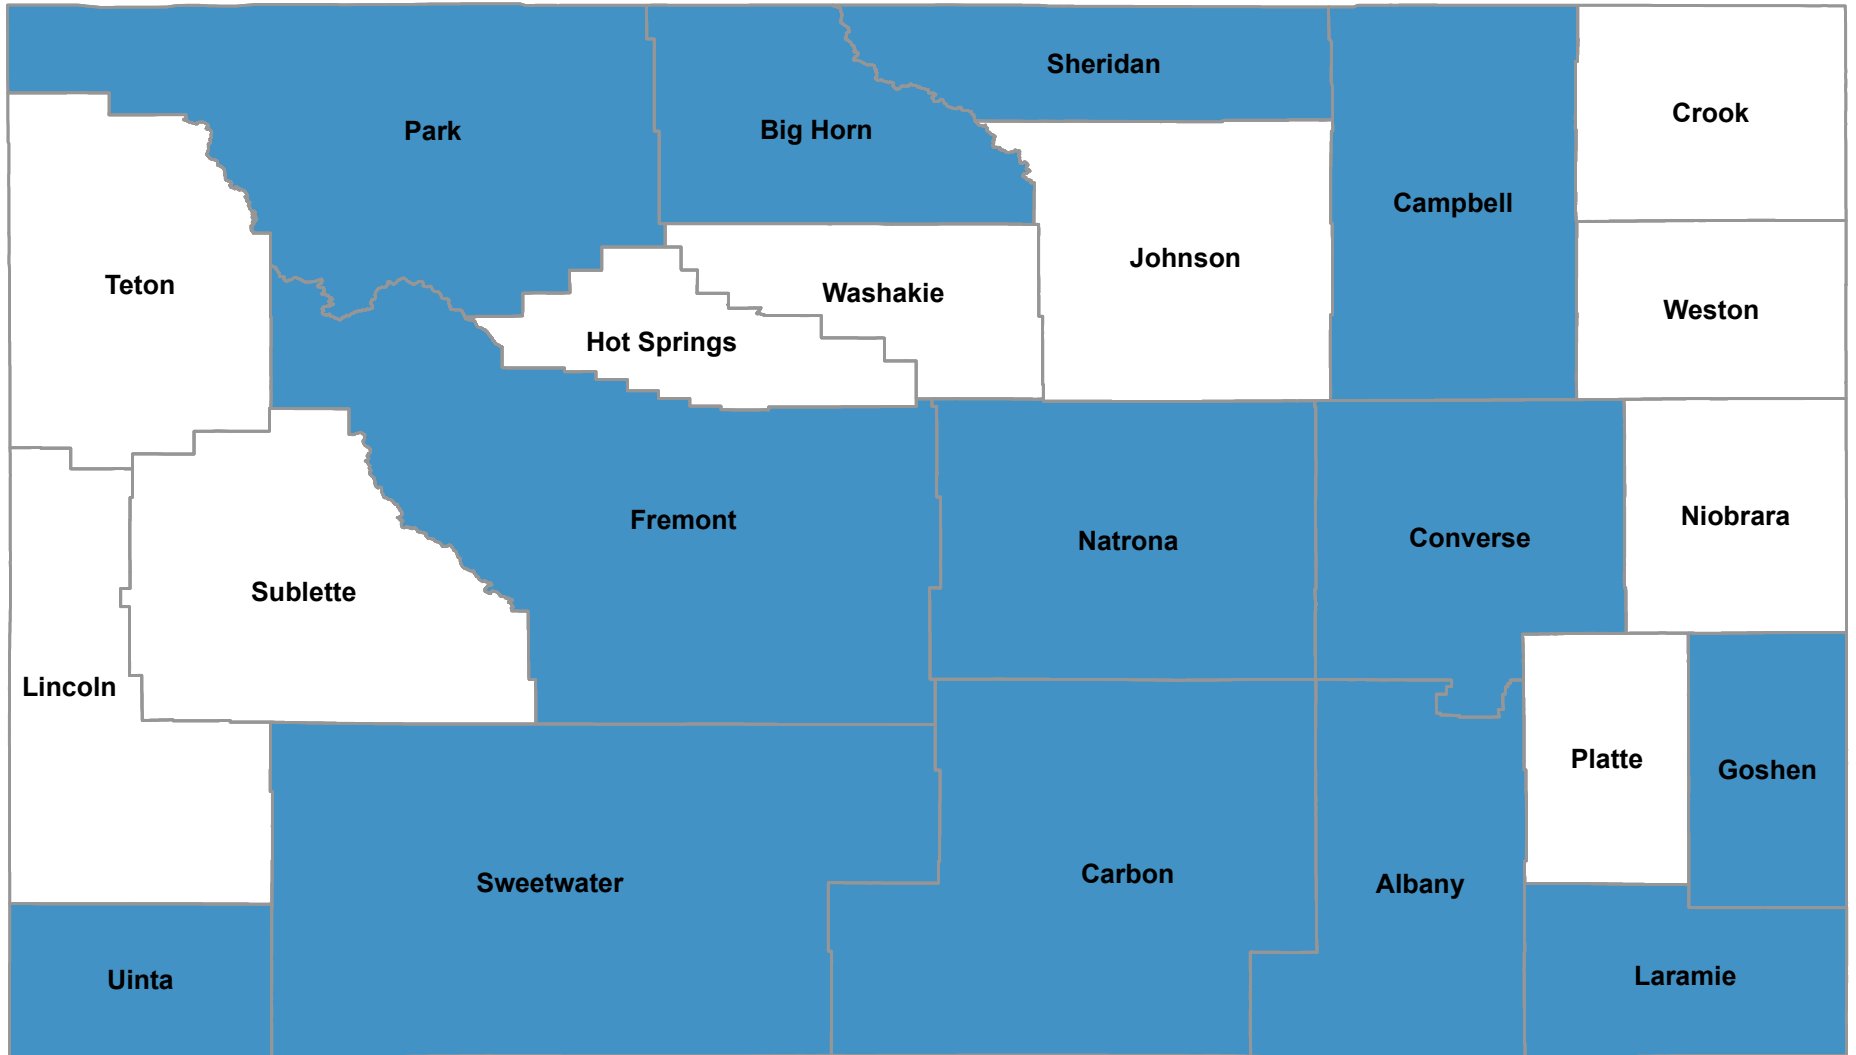 Sheridan
Crook
Park
Big Horn
Campbell
Johnson
Teton
Washakie
Weston
Hot Springs
Niobrara
Fremont
Converse
Natrona
Sublette
Lincoln
Platte
Goshen
Carbon
Sweetwater
Albany
Laramie
Uinta